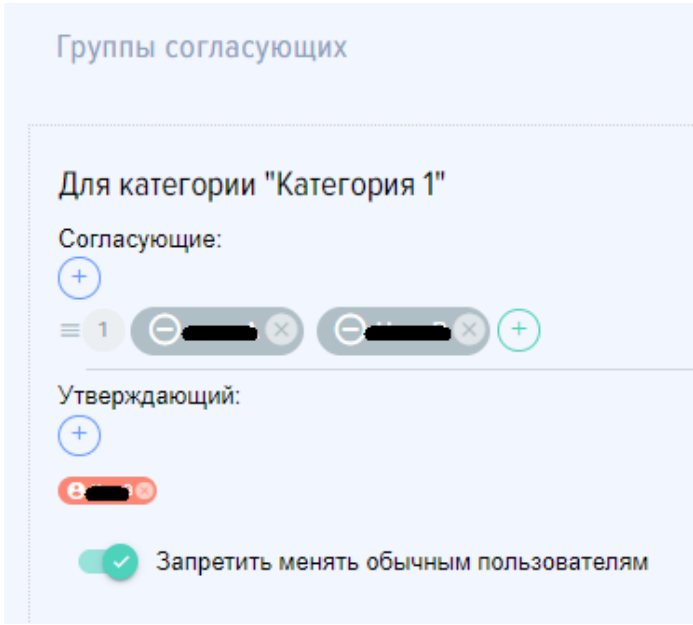 Группы согласующих
Для категории "Категория 1"
Согласующие:
1
Утверждающий:
Запретить менять обычным пользователям